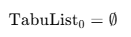 TabuList₀ = ∅